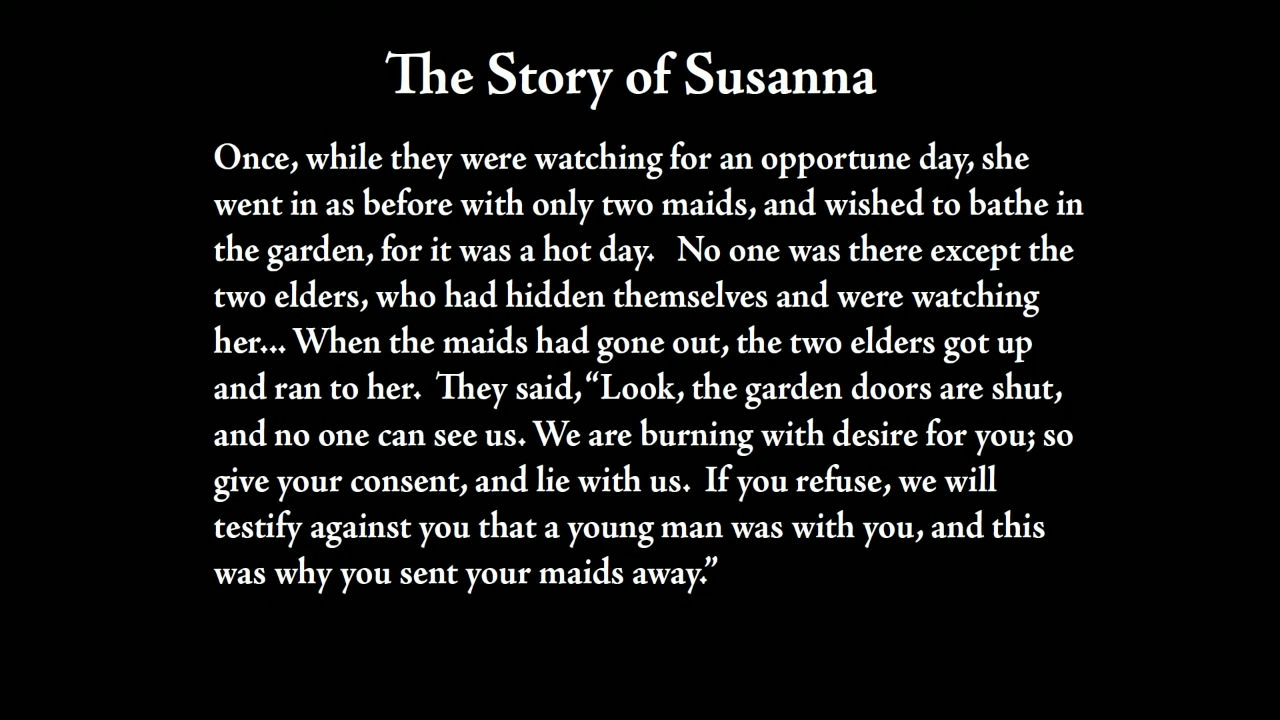 The Story of Susanna
Once, while they were watching for an opportune day, she
went in as before with only two maids, and wished to bathe in
the garden, for it was a hot day.   No one was there except the
two elders, who had hidden themselves and were watching
her... When the maids had gone out, the two elders got up
and ran to her.  They said, “Look, the garden doors are shut,
and no one can see us. We are burning with desire for you; so
give your consent, and lie with us.  If you refuse, we will
testify against you that a young man was with you, and this
was why you sent your maids away.”